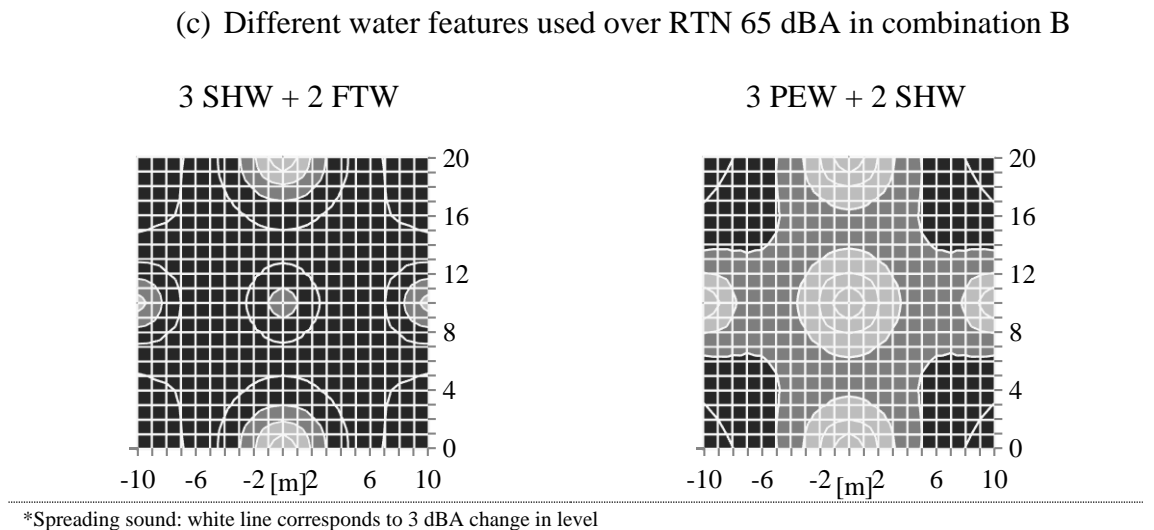 (c) Different water features used over RTN 65 dBA in combination B
3 SHW + 2 FTW
3 PEW + 2 SHW
20
16
12
8
4
0
-10 -6 -2 [m] 2 6 10
20
16
12
8
4
0
-10 -6 -2 [m] 2 6 10
*Spreading sound: white line corresponds to 3 dBA change in level